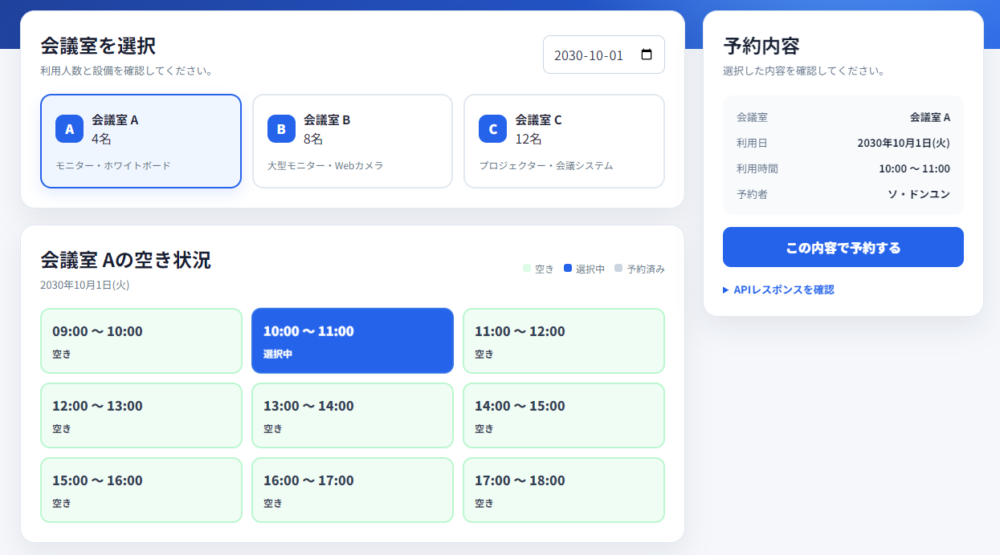 会議室を選択
利用人数と設備を確認してください。
2030-10-01
A
会議室 A
4名
モニター・ホワイトボード
B
会議室 B
8名
大型モニター・Webカメラ
C
会議室 C
12名
プロジェクター・会議システム
会議室 Aの空き状況
2030年10月1日(火)
空き 選択中 予約済み
09:00 〜 10:00
空き
10:00 〜 11:00
選択中
11:00 〜 12:00
空き
12:00 〜 13:00
空き
13:00 〜 14:00
空き
14:00 〜 15:00
空き
15:00 〜 16:00
空き
16:00 〜 17:00
空き
17:00 〜 18:00
空き
予約内容
選択した内容を確認してください。
会議室 会議室 A
利用日 2030年10月1日(火)
利用時間 10:00 〜 11:00
予約者 ソ・ドンユン
この内容で予約する
▶ APIレスポンスを確認